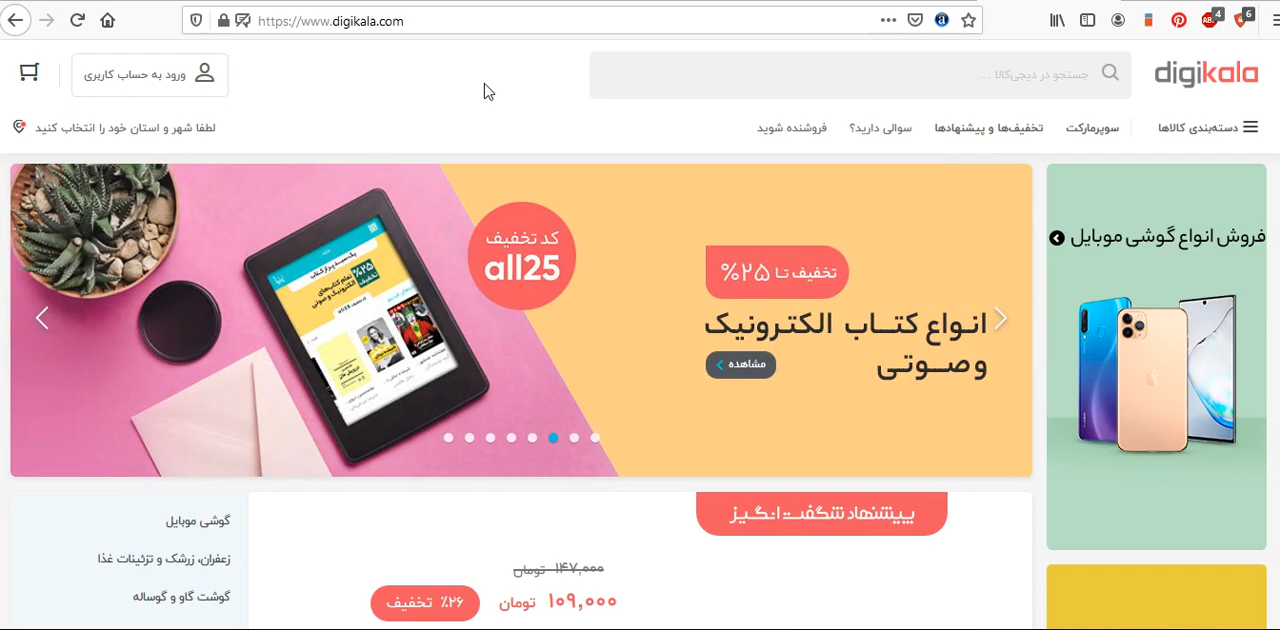 https://www.digikala.com
4
6
digikala
جستجو در دیجی‌کالا ...
ورود به حساب کاربری
دسته‌بندی کالاها
سوپرمارکت
تخفیف‌ها و پیشنهادها
سوالی دارید؟
فروشنده شوید
لطفا شهر و استان خود را انتخاب کنید
فروش انواع گوشی موبایل
تخفیف تا ۲۵%
انواع کتاب الکترونیک
و صوتی
مشاهده
کد تخفیف
all25
پیشنهاد شگفت‌انگیز
۱۴۷,۰۰۰ تومان
۱۰۹,۰۰۰ تومان
۲۶٪ تخفیف
گوشی موبایل
زعفران، زرشک و تزئینات غذا
گوشت گاو و گوساله